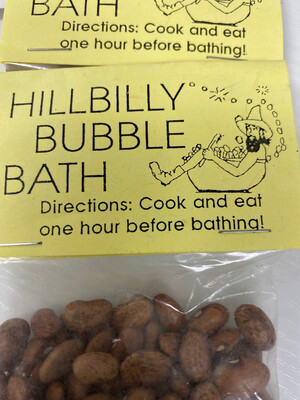 BATH
Directions: Cook and eat
one hour before bathing!
HILLBILLY
BUBBLE
BATH
Directions: Cook and eat
one hour before bathing!